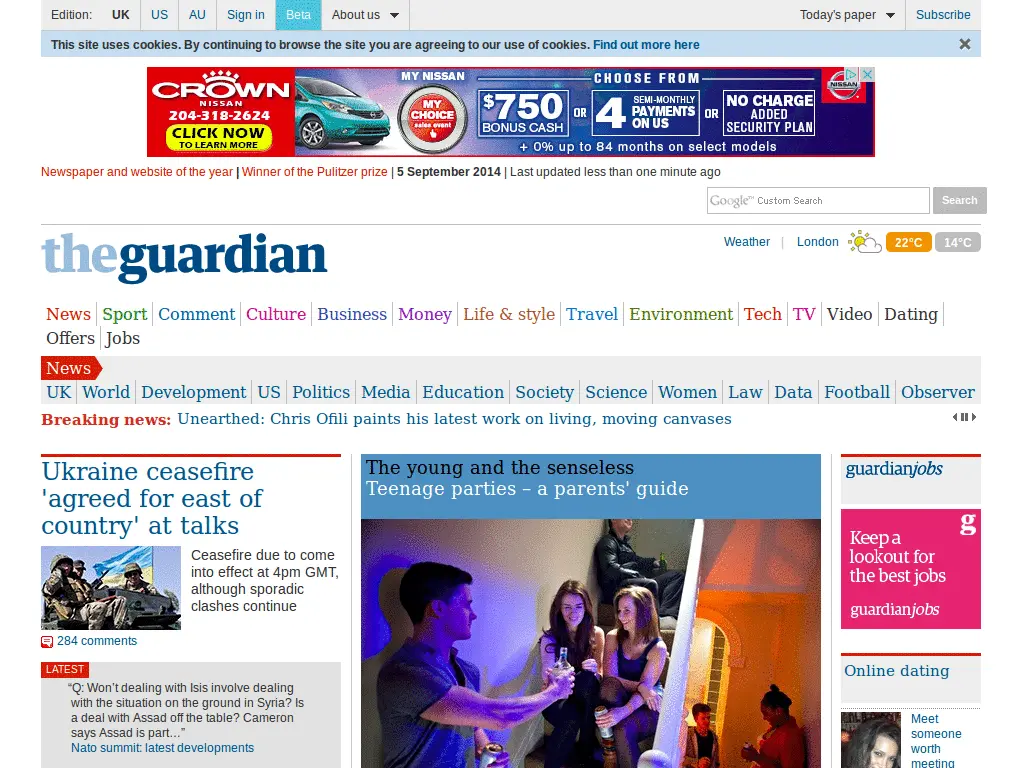 Edition: UK US AU Sign in Beta About us Today's paper Subscribe
This site uses cookies. By continuing to browse the site you are agreeing to our use of cookies. Find out more here
CROWN
NISSAN
204-318-2624
CLICK NOW
TO LEARN MORE
MY NISSAN
MY
CHOICE
sales event
CHOOSE FROM
$750
BONUS CASH
OR
4 SEMI-MONTHLY
PAYMENTS
ON US
OR
NO CHARGE
ADDED
SECURITY PLAN
+ 0% up to 84 months on select models
NISSAN
Newspaper and website of the year | Winner of the Pulitzer prize | 5 September 2014 | Last updated less than one minute ago
Google™ Custom Search Search
theguardian
Weather | London 22°C 14°C
News Sport Comment Culture Business Money Life & style Travel Environment Tech TV Video Dating
Offers Jobs
News
UK World Development US Politics Media Education Society Science Women Law Data Football Observer
Breaking news: Unearthed: Chris Ofili paints his latest work on living, moving canvases
Ukraine ceasefire
'agreed for east of
country' at talks
Ceasefire due to come
into effect at 4pm GMT,
although sporadic
clashes continue
284 comments
LATEST
“Q: Won’t dealing with Isis involve dealing
with the situation on the ground in Syria? Is
a deal with Assad off the table? Cameron
says Assad is part…”
Nato summit: latest developments
The young and the senseless
Teenage parties – a parents' guide
guardianjobs
g
Keep a
lookout for
the best jobs
guardianjobs
Online dating
Meet
someone
worth
meeting